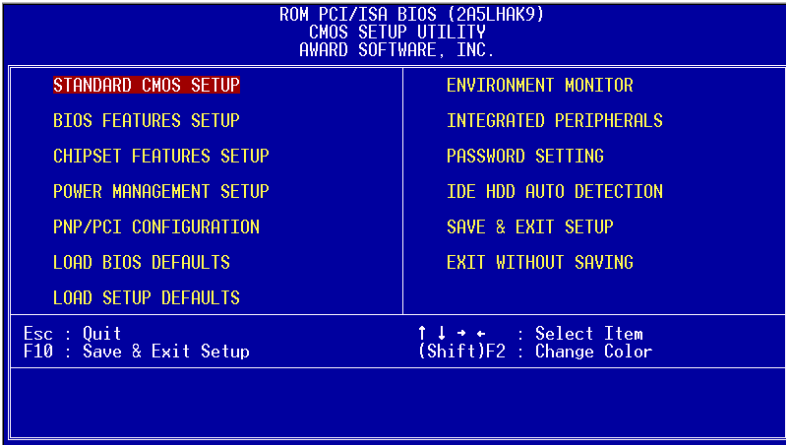 ROM PCI/ISA BIOS (2A5LHAK9)
CMOS SETUP UTILITY
AWARD SOFTWARE, INC.
STANDARD CMOS SETUP
BIOS FEATURES SETUP
CHIPSET FEATURES SETUP
POWER MANAGEMENT SETUP
PNP/PCI CONFIGURATION
LOAD BIOS DEFAULTS
LOAD SETUP DEFAULTS
ENVIRONMENT MONITOR
INTEGRATED PERIPHERALS
PASSWORD SETTING
IDE HDD AUTO DETECTION
SAVE & EXIT SETUP
EXIT WITHOUT SAVING
Esc : Quit
F10 : Save & Exit Setup
↑ ↓ → ← : Select Item
(Shift)F2 : Change Color